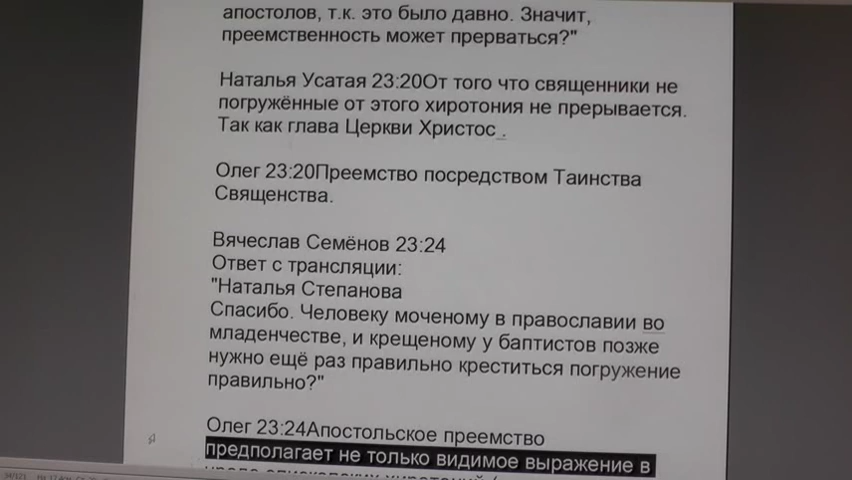 апостолов, т.к. это было давно. Значит,
преемственность может прерваться?"
Наталья Усатая 23:20От того что священники не
погружённые от этого хиротония не прерывается.
Так как глава Церкви Христос .
Олег 23:20Преемство посредством Таинства
Священства.
Вячеслав Семёнов 23:24
Ответ с трансляции:
"Наталья Степанова
Спасибо. Человеку моченому в православии во
младенчестве, и крещеному у баптистов позже
нужно ещё раз правильно креститься погружение
правильно?"
Олег 23:24Апостольское преемство
предполагает не только видимое выражение в